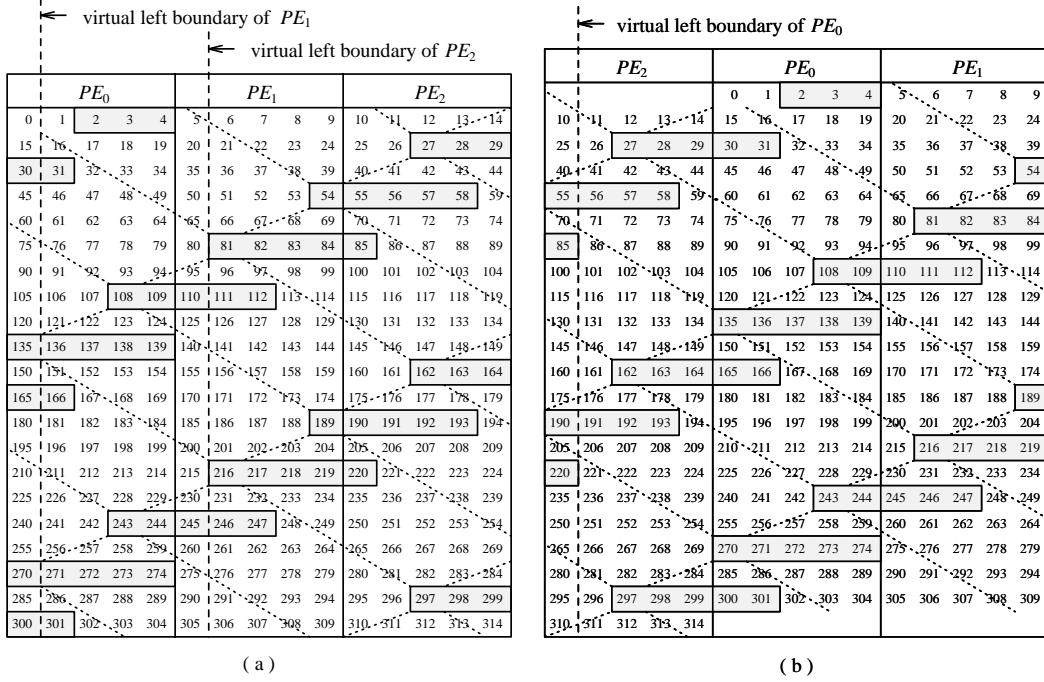 virtual left boundary of PE1
virtual left boundary of PE2
PE0 PE1 PE2
0 1 2 3 4 5 6 7 8 9 10 11 12 13 14
15 16 17 18 19 20 21 22 23 24 25 26 27 28 29
30 31 32 33 34 35 36 37 38 39 40 41 42 43 44
45 46 47 48 49 50 51 52 53 54 55 56 57 58 59
60 61 62 63 64 65 66 67 68 69 70 71 72 73 74
75 76 77 78 79 80 81 82 83 84 85 86 87 88 89
90 91 92 93 94 95 96 97 98 99 100 101 102 103 104
105 106 107 108 109 110 111 112 113 114 115 116 117 118 119
120 121 122 123 124 125 126 127 128 129 130 131 132 133 134
135 136 137 138 139 140 141 142 143 144 145 146 147 148 149
150 151 152 153 154 155 156 157 158 159 160 161 162 163 164
165 166 167 168 169 170 171 172 173 174 175 176 177 178 179
180 181 182 183 184 185 186 187 188 189 190 191 192 193 194
195 196 197 198 199 200 201 202 203 204 205 206 207 208 209
210 211 212 213 214 215 216 217 218 219 220 221 222 223 224
225 226 227 228 229 230 231 232 233 234 235 236 237 238 239
240 241 242 243 244 245 246 247 248 249 250 251 252 253 254
255 256 257 258 259 260 261 262 263 264 265 266 267 268 269
270 271 272 273 274 275 276 277 278 279 280 281 282 283 284
285 286 287 288 289 290 291 292 293 294 295 296 297 298 299
300 301 302 303 304 305 306 307 308 309 310 311 312 313 314
( a )
virtual left boundary of PE0
PE2 PE0 PE1
0 1 2 3 4 5 6 7 8 9
10 11 12 13 14 15 16 17 18 19 20 21 22 23 24
25 26 27 28 29 30 31 32 33 34 35 36 37 38 39
40 41 42 43 44 45 46 47 48 49 50 51 52 53 54
55 56 57 58 59 60 61 62 63 64 65 66 67 68 69
70 71 72 73 74 75 76 77 78 79 80 81 82 83 84
85 86 87 88 89 90 91 92 93 94 95 96 97 98 99
100 101 102 103 104 105 106 107 108 109 110 111 112 113 114
115 116 117 118 119 120 121 122 123 124 125 126 127 128 129
130 131 132 133 134 135 136 137 138 139 140 141 142 143 144
145 146 147 148 149 150 151 152 153 154 155 156 157 158 159
160 161 162 163 164 165 166 167 168 169 170 171 172 173 174
175 176 177 178 179 180 181 182 183 184 185 186 187 188 189
190 191 192 193 194 195 196 197 198 199 200 201 202 203 204
205 206 207 208 209 210 211 212 213 214 215 216 217 218 219
220 221 222 223 224 225 226 227 228 229 230 231 232 233 234
235 236 237 238 239 240 241 242 243 244 245 246 247 248 249
250 251 252 253 254 255 256 257 258 259 260 261 262 263 264
265 266 267 268 269 270 271 272 273 274 275 276 277 278 279
280 281 282 283 284 285 286 287 288 289 290 291 292 293 294
295 296 297 298 299 300 301 302 303 304 305 306 307 308 309
310 311 312 313 314
( b )